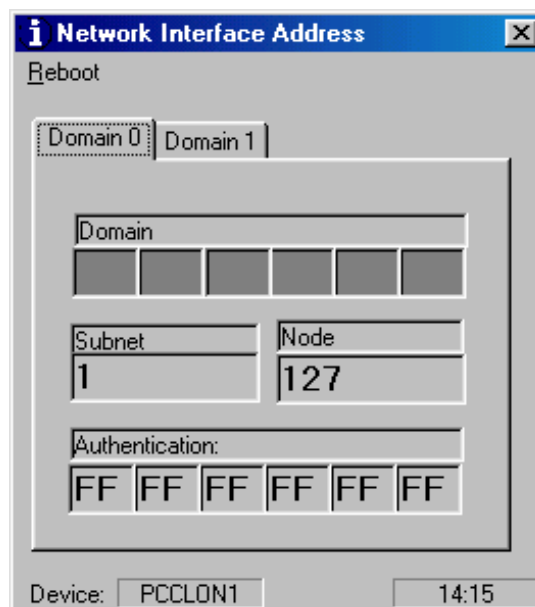 Network Interface Address
Reboot
Domain 0 Domain 1
Domain
Subnet Node
1 127
Authentication:
FF FF FF FF FF FF
Device: PCCLON1 14:15